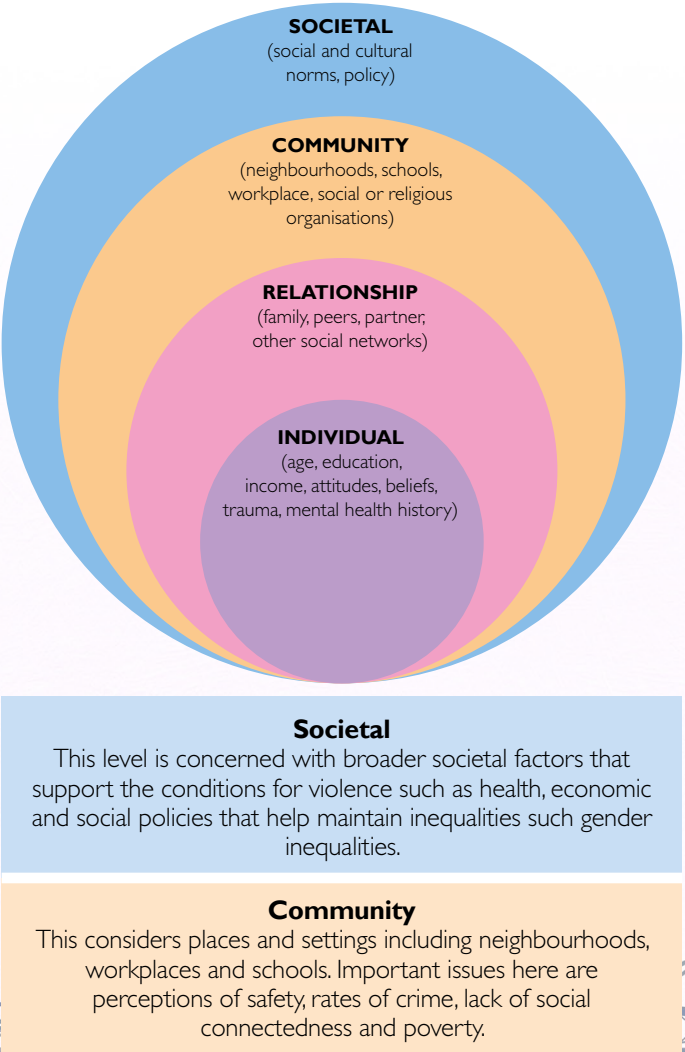 SOCIETAL
(social and cultural
norms, policy)
COMMUNITY
(neighbourhoods, schools,
workplace, social or religious
organisations)
RELATIONSHIP
(family, peers, partner,
other social networks)
INDIVIDUAL
(age, education,
income, attitudes, beliefs,
trauma, mental health history)
Societal
This level is concerned with broader societal factors that
support the conditions for violence such as health, economic
and social policies that help maintain inequalities such gender
inequalities.
Community
This considers places and settings including neighbourhoods,
workplaces and schools. Important issues here are
perceptions of safety, rates of crime, lack of social
connectedness and poverty.